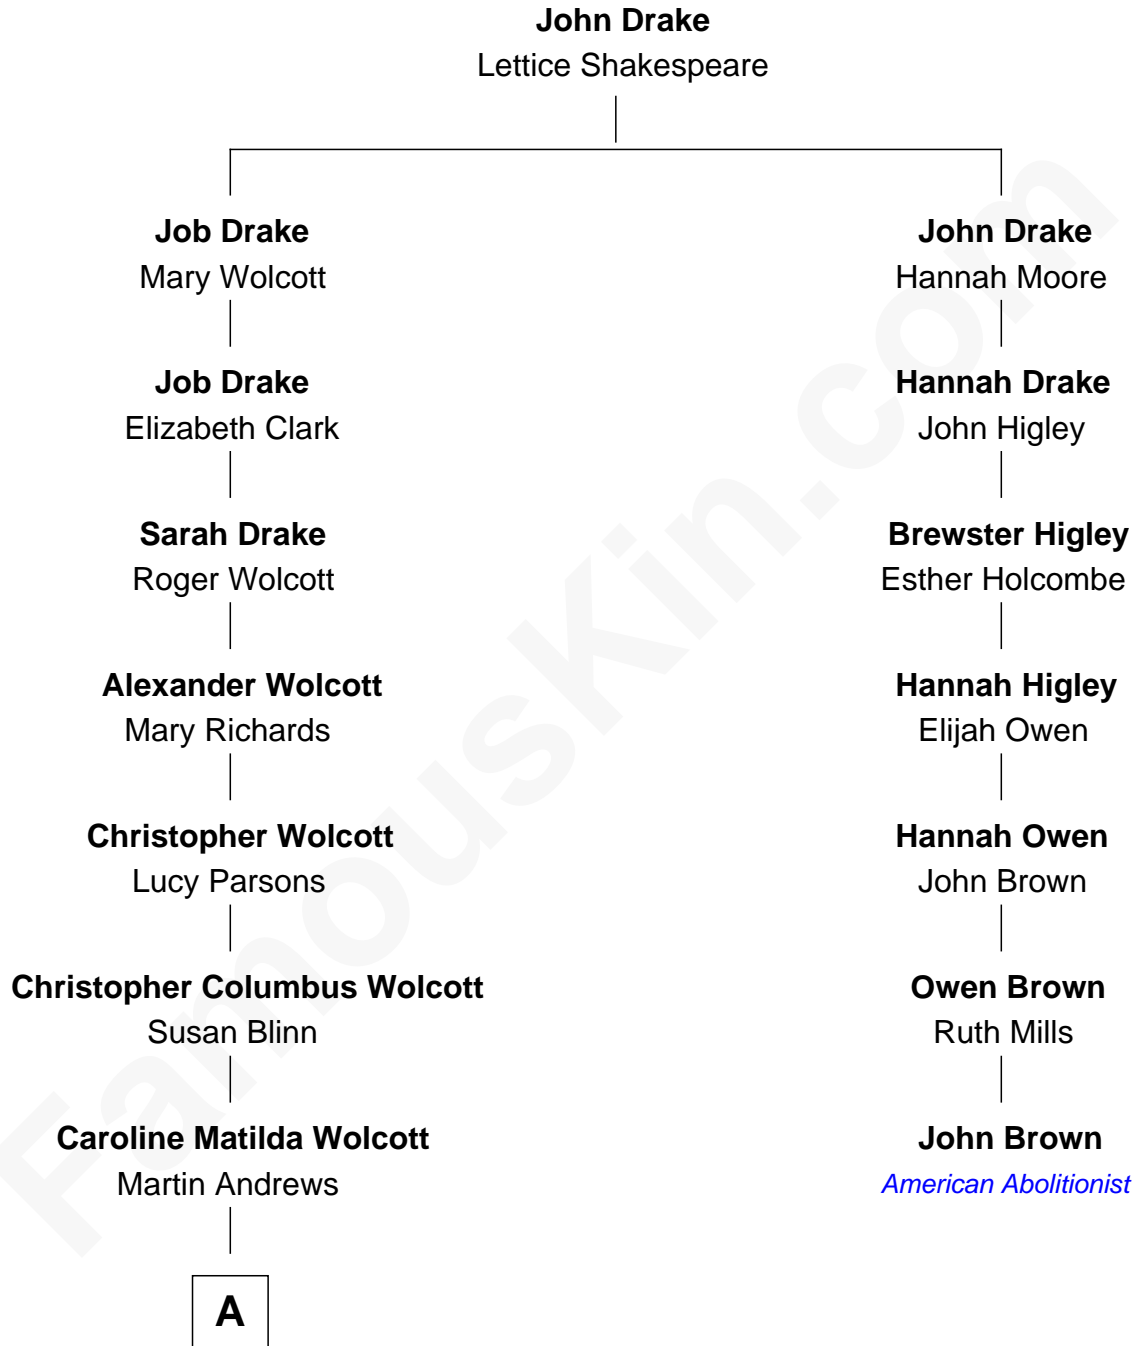 John Drake
Lettice Shakespeare
Job Drake
Mary Wolcott
John Drake
Hannah Moore
Job Drake
Elizabeth Clark
Hannah Drake
John Higley
Sarah Drake
Roger Wolcott
Brewster Higley
Esther Holcombe
Alexander Wolcott
Mary Richards
Hannah Higley
Elijah Owen
Christopher Wolcott
Lucy Parsons
Hannah Owen
John Brown
Christopher Columbus Wolcott
Susan Blinn
Owen Brown
Ruth Mills
Caroline Matilda Wolcott
Martin Andrews
John Brown
American Abolitionist
A
FamousKin.com